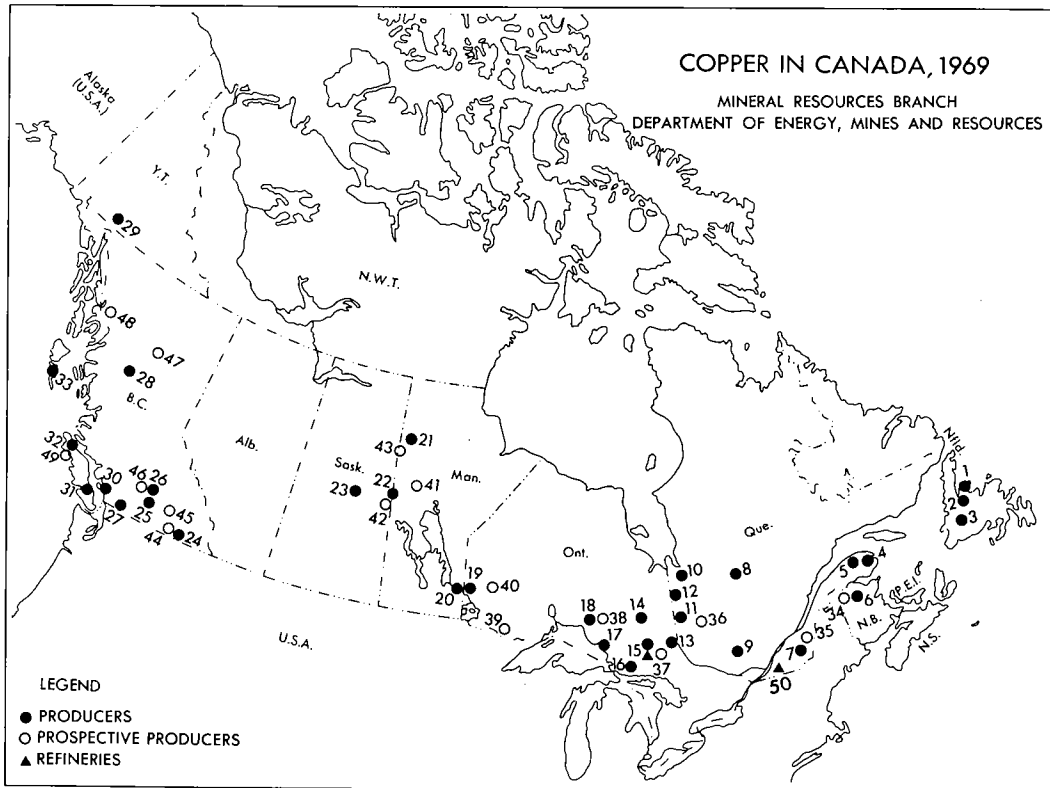 COPPER IN CANADA, 1969
MINERAL RESOURCES BRANCH
DEPARTMENT OF ENERGY, MINES AND RESOURCES
Alaska
(U.S.A.)
Y.T.
29
N.W.T.
48
47
33
28
B.C.
Alb.
Sask.
Man.
43
21
32
49
31
30
46
26
27
25
45
44
24
23
22
41
42
19
40
20
39
Ont.
Que.
Nfld.
1
2
3
10
8
12
11
36
18
38
14
17
15
13
16
37
9
5
4
P.E.I.
34
6
N.B.
N.S.
35
7
50
U.S.A.
LEGEND
PRODUCERS
PROSPECTIVE PRODUCERS
REFINERIES